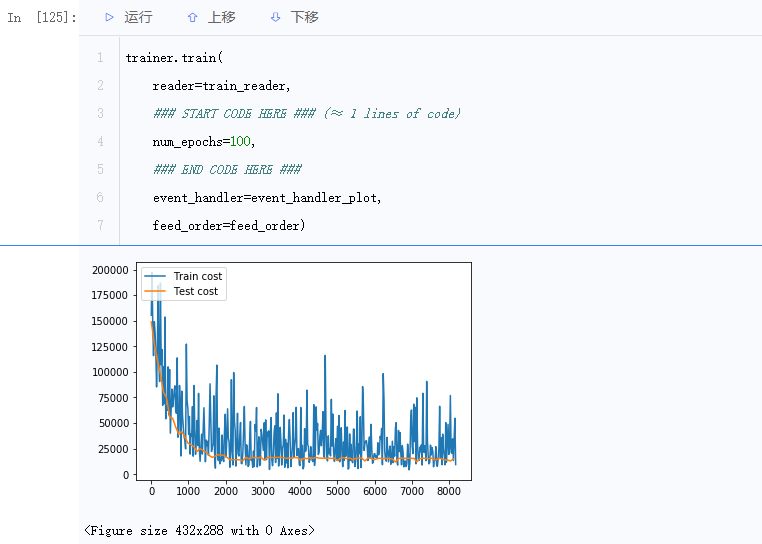 In [125]:
运行 上移 下移
1 trainer.train(
2 reader=train_reader,
3 ### START CODE HERE ### (≈ 1 lines of code)
4 num_epochs=100,
5 ### END CODE HERE ###
6 event_handler=event_handler_plot,
7 feed_order=feed_order)
200000
175000
150000
125000
100000
75000
50000
25000
0
Train cost
Test cost
0 1000 2000 3000 4000 5000 6000 7000 8000
<Figure size 432x288 with 0 Axes>